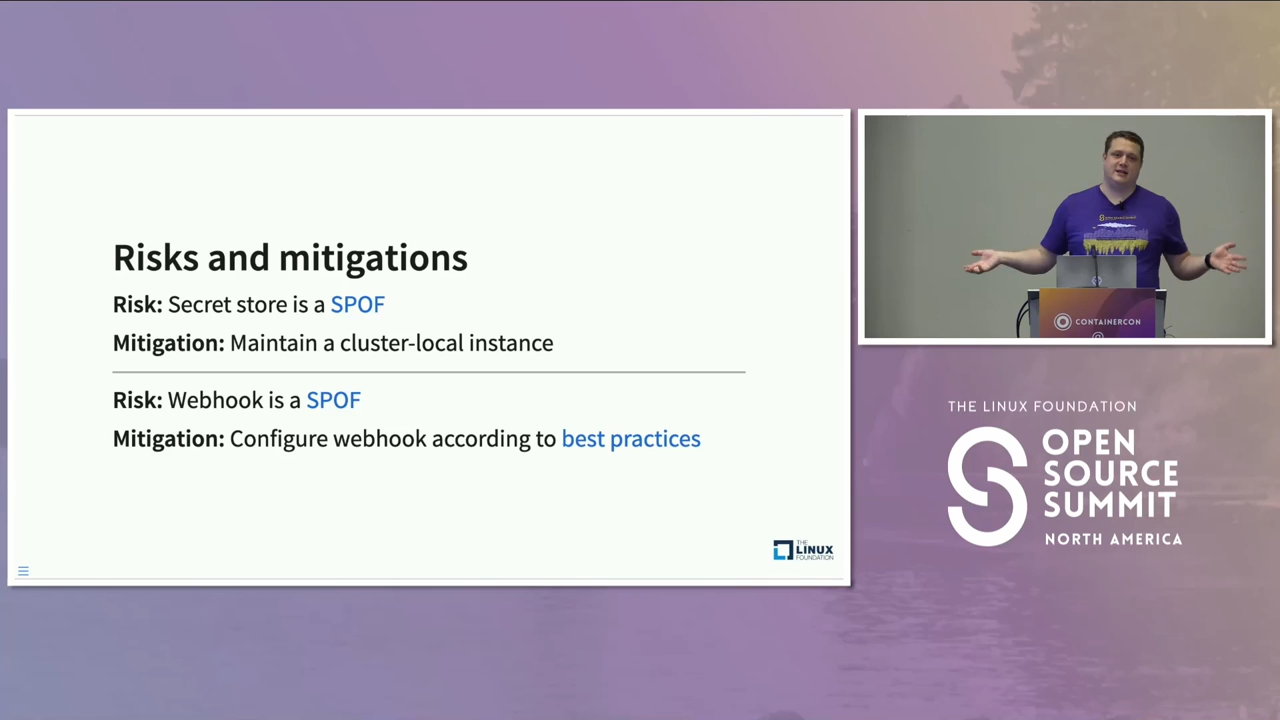 Risks and mitigations
Risk: Secret store is a SPOF
Mitigation: Maintain a cluster-local instance
Risk: Webhook is a SPOF
Mitigation: Configure webhook according to best practices
THE
LINUX
FOUNDATION
CONTAINERCON
THE LINUX FOUNDATION
OPEN
SOURCE
SUMMIT
NORTH AMERICA